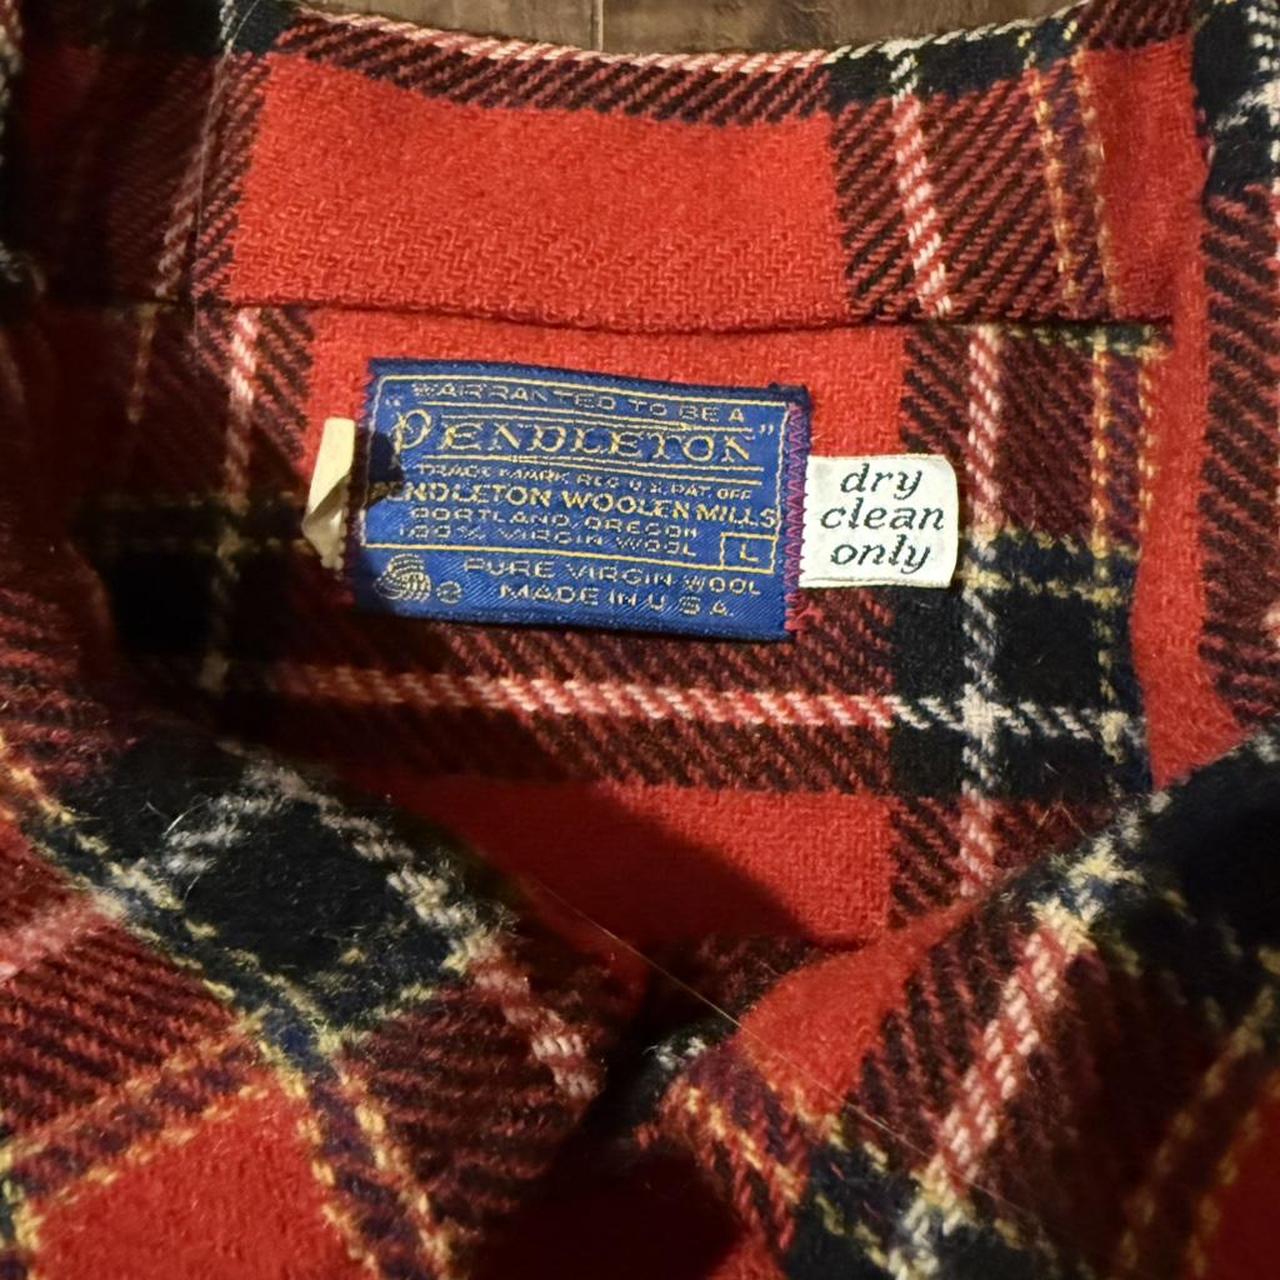 WARRANTED TO BE A
"PENDLETON"
TRADE MARK REG. U.S. PAT. OFF.
PENDLETON WOOLEN MILLS
PORTLAND, OREGON
100% VIRGIN WOOL L
PURE VIRGIN WOOL
MADE IN U.S.A.
dry
clean
only